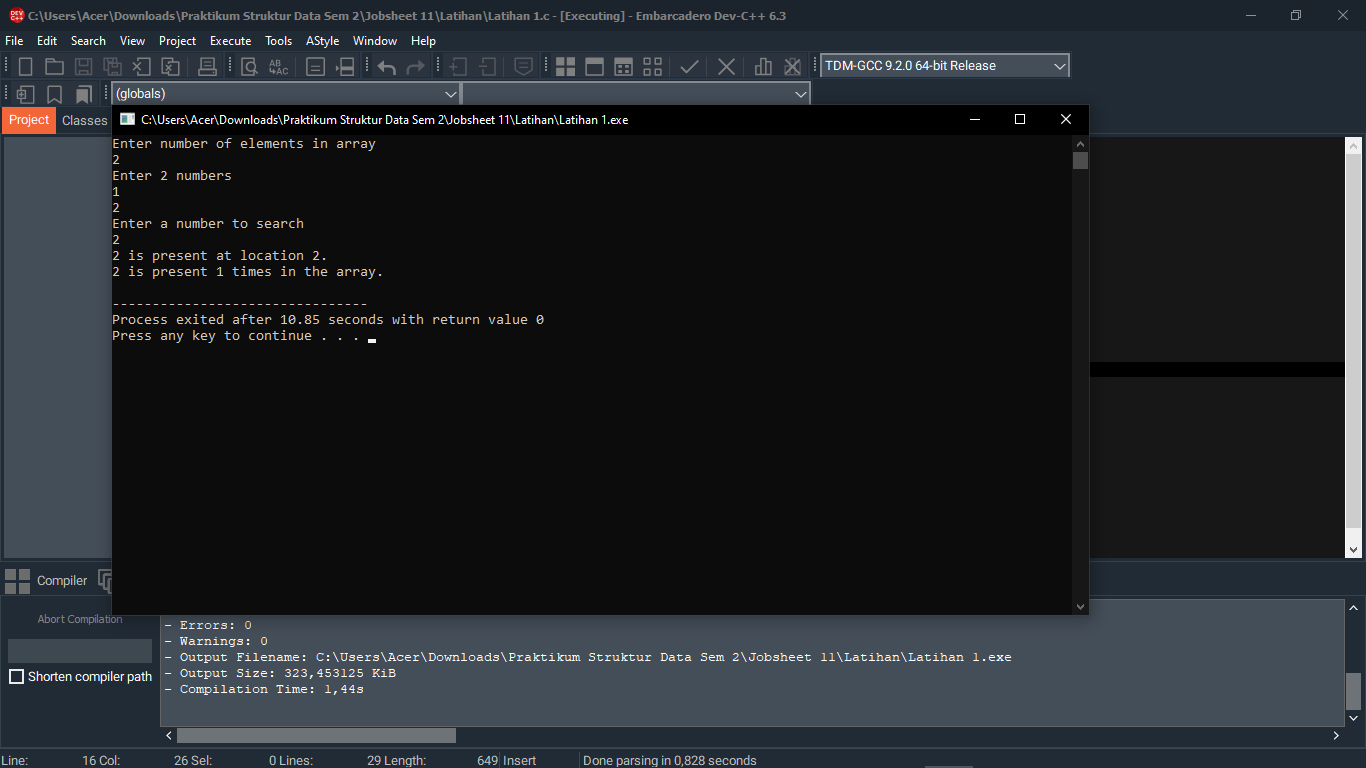 C:\Users\Acer\Downloads\Praktikum Struktur Data Sem 2\Jobsheet 11\Latihan\Latihan 1.c - [Executing] - Embarcadero Dev-C++ 6.3
File Edit Search View Project Execute Tools AStyle Window Help
TDM-GCC 9.2.0 64-bit Release
(globals)
Project Classes
C:\Users\Acer\Downloads\Praktikum Struktur Data Sem 2\Jobsheet 11\Latihan\Latihan 1.exe
Enter number of elements in array
2
Enter 2 numbers
1
2
Enter a number to search
2
2 is present at location 2.
2 is present 1 times in the array.
--------------------------------
Process exited after 10.85 seconds with return value 0
Press any key to continue . . .
Compiler
Abort Compilation
Shorten compiler path
- Errors: 0
- Warnings: 0
- Output Filename: C:\Users\Acer\Downloads\Praktikum Struktur Data Sem 2\Jobsheet 11\Latihan\Latihan 1.exe
- Output Size: 323,453125 KiB
- Compilation Time: 1,44s
Line: 16 Col: 26 Sel: 0 Lines: 29 Length: 649 Insert Done parsing in 0,828 seconds